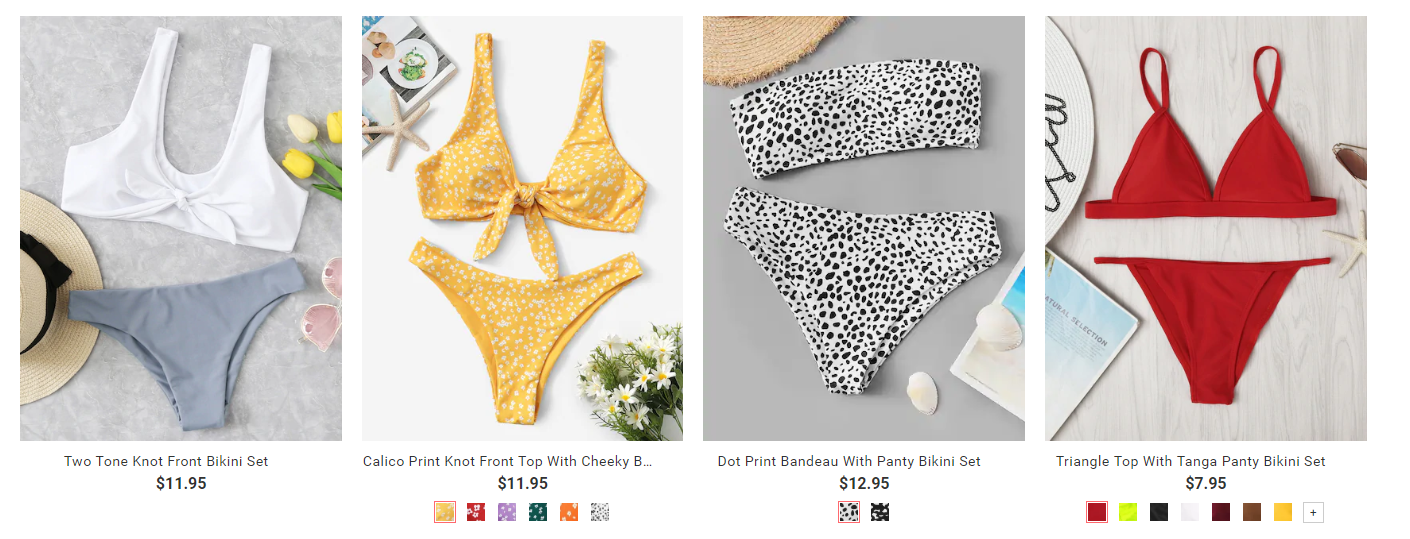 Two Tone Knot Front Bikini Set
$11.95
Calico Print Knot Front Top With Cheeky B...
$11.95
Dot Print Bandeau With Panty Bikini Set
$12.95
NATURAL SELECTION
Triangle Top With Tanga Panty Bikini Set
$7.95
+